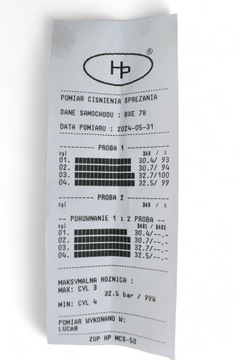 HP
®
POMIAR CISNIENIA SPREZANIA
DANE SAMOCHODU : BXE 78
DATA POMIARU : 2024-05-31
PROBA 1
cyl BAR / %
01. 30.4/ 93
02. 30.7/ 94
03. 32.7/100
04. 32.5/ 99
PROBA 2
cyl BAR / %
POROWNANIE 1 i 2 PROBA
cyl BAR1 / BAR2
01. 30.4/--.-
02. 30.7/--.-
03. 32.7/--.-
04. 32.5/--.-
MAKSYMALNA ROZNICA :
MAX: CYL 3
32.5 bar / 99%
MIN: CYL 4
POMIAR WYKONANO W:
LUCAR
ZUP HP MCS-50